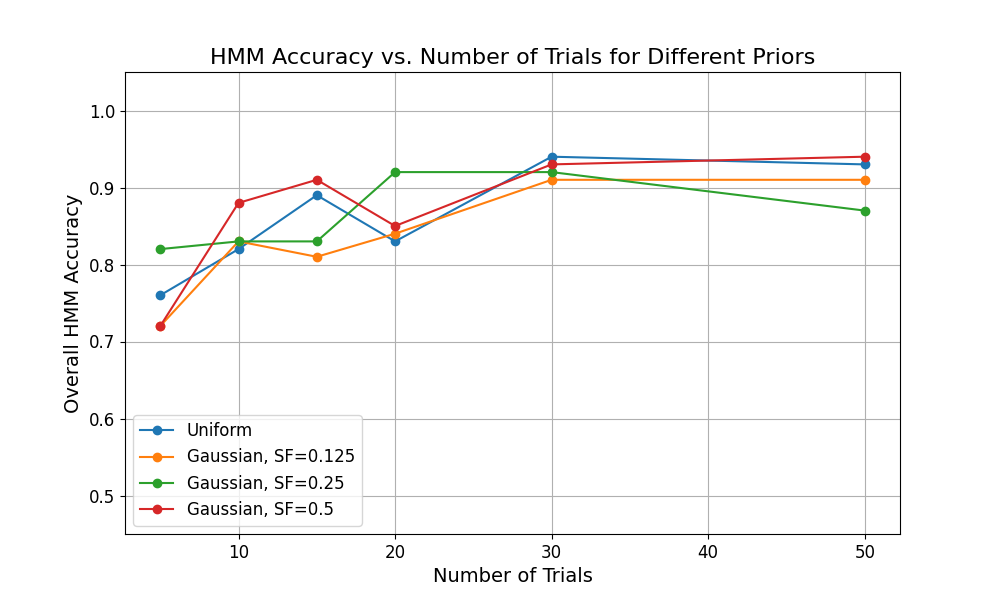 HMM Accuracy vs. Number of Trials for Different Priors
Overall HMM Accuracy
1.0
0.9
0.8
0.7
0.6
0.5
Uniform
Gaussian, SF=0.125
Gaussian, SF=0.25
Gaussian, SF=0.5
10 20 30 40 50
Number of Trials